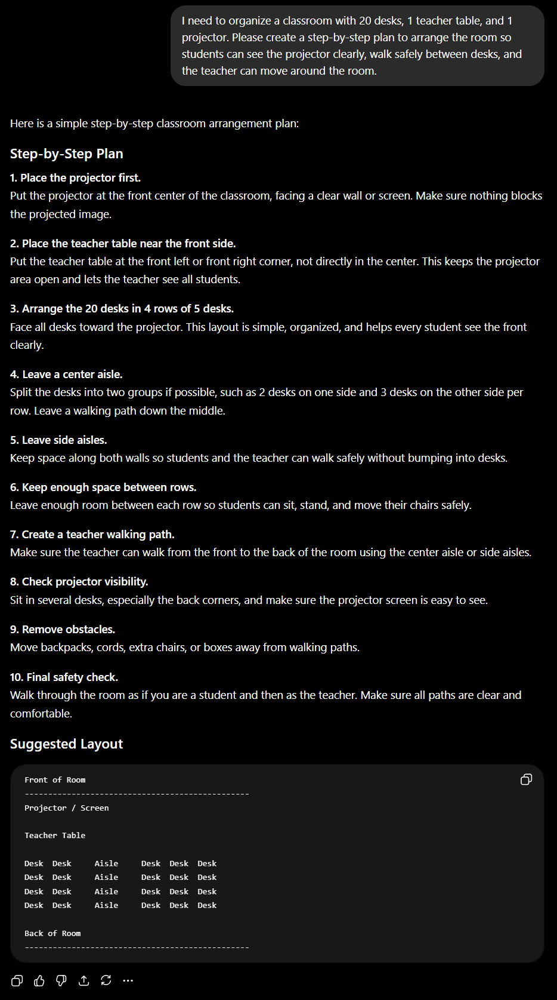 I need to organize a classroom with 20 desks, 1 teacher table, and 1
projector. Please create a step-by-step plan to arrange the room so
students can see the projector clearly, walk safely between desks, and
the teacher can move around the room.
Here is a simple step-by-step classroom arrangement plan:
Step-by-Step Plan
1. Place the projector first.
Put the projector at the front center of the classroom, facing a clear wall or screen. Make sure nothing blocks
the projected image.
2. Place the teacher table near the front side.
Put the teacher table at the front left or front right corner, not directly in the center. This keeps the projector
area open and lets the teacher see all students.
3. Arrange the 20 desks in 4 rows of 5 desks.
Face all desks toward the projector. This layout is simple, organized, and helps every student see the front
clearly.
4. Leave a center aisle.
Split the desks into two groups if possible, such as 2 desks on one side and 3 desks on the other side per
row. Leave a walking path down the middle.
5. Leave side aisles.
Keep space along both walls so students and the teacher can walk safely without bumping into desks.
6. Keep enough space between rows.
Leave enough room between each row so students can sit, stand, and move their chairs safely.
7. Create a teacher walking path.
Make sure the teacher can walk from the front to the back of the room using the center aisle or side aisles.
8. Check projector visibility.
Sit in several desks, especially the back corners, and make sure the projector screen is easy to see.
9. Remove obstacles.
Move backpacks, cords, extra chairs, or boxes away from walking paths.
10. Final safety check.
Walk through the room as if you are a student and then as the teacher. Make sure all paths are clear and
comfortable.
Suggested Layout
Front of Room
------------------------------------------------
Projector / Screen
Teacher Table
Desk  Desk     Aisle     Desk  Desk  Desk
Desk  Desk     Aisle     Desk  Desk  Desk
Desk  Desk     Aisle     Desk  Desk  Desk
Desk  Desk     Aisle     Desk  Desk  Desk
Back of Room
------------------------------------------------